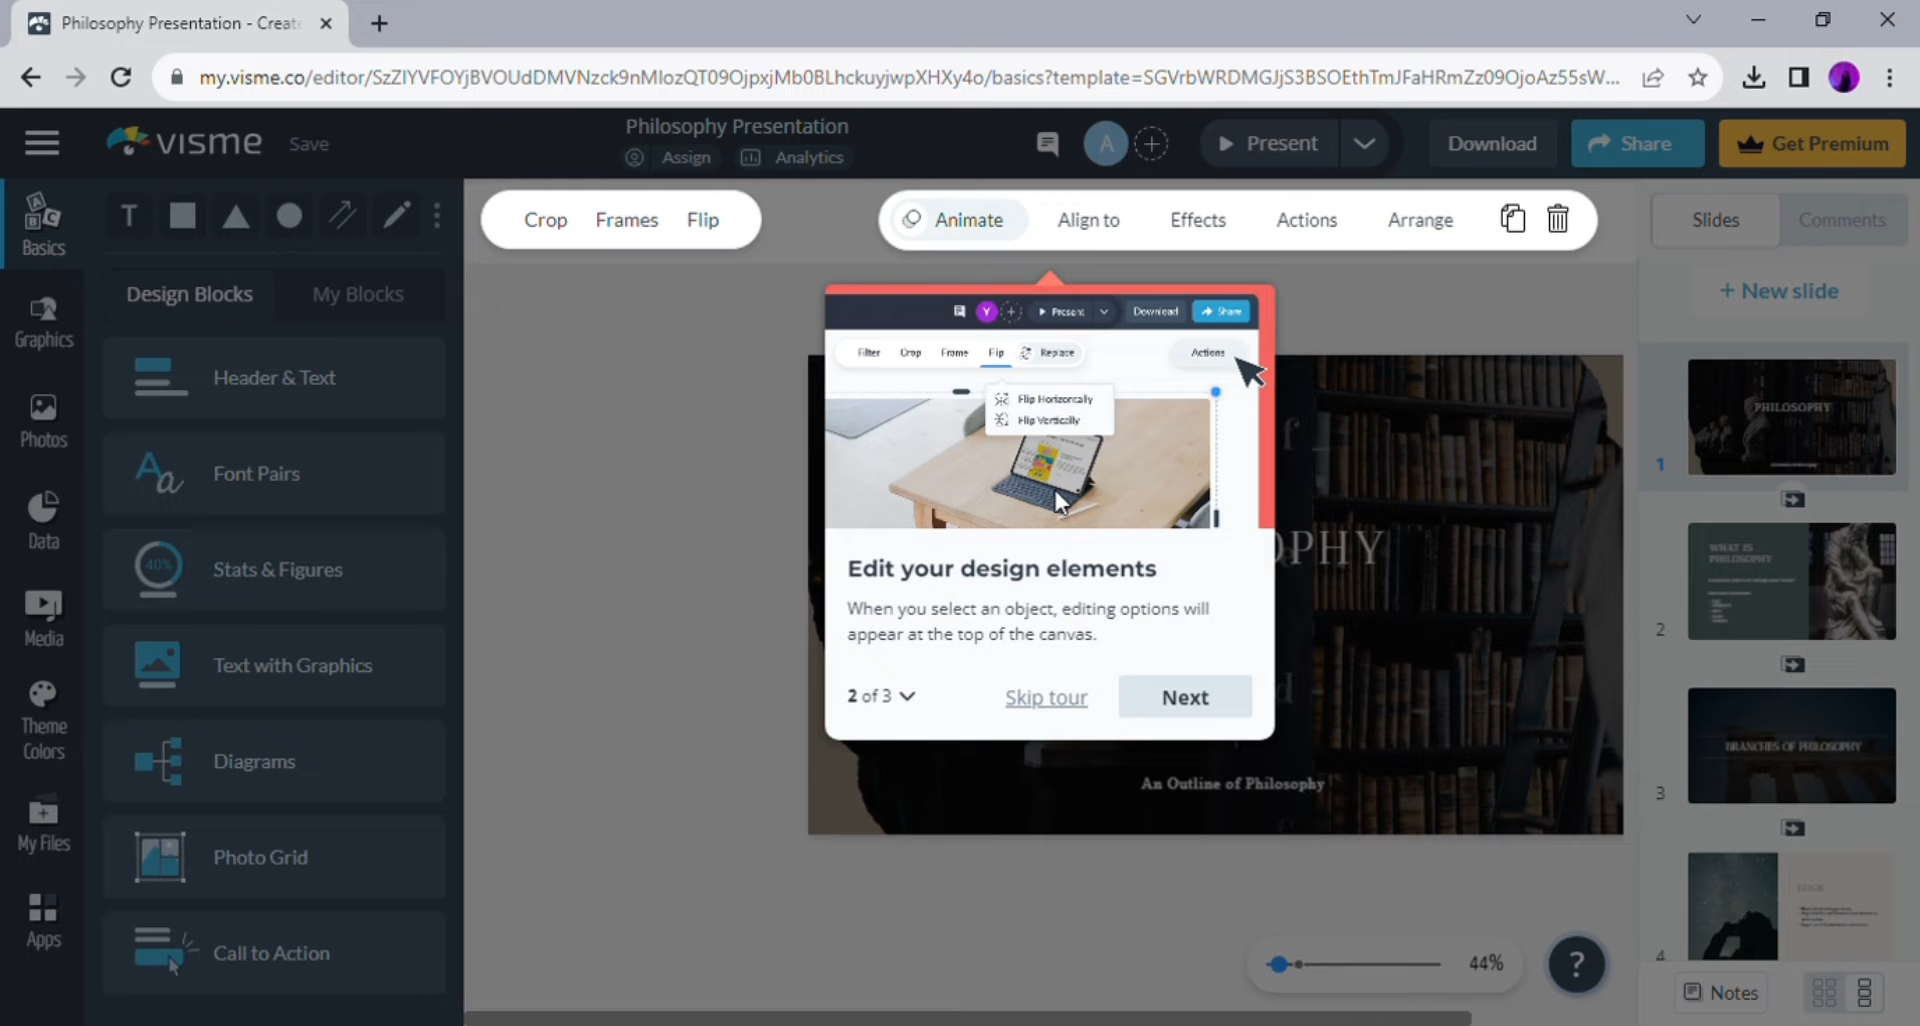 Philosophy Presentation - Create
my.visme.co/editor/SzZIYVFOYjBVOUdDMVNzck9nMlozQT09OjpxjMb0BLhckuyjwpXHXy4o/basics?template=SGVrbWRDMGJjS3BSOEthTmJFaHRmZz09OjoAz55sW...
visme
Save
Philosophy Presentation
Assign
Analytics
A
Present
Download
Share
Get Premium
Basics
Graphics
Photos
Data
Media
Theme
Colors
My Files
Apps
T
Design Blocks
My Blocks
Header & Text
Aa
Font Pairs
40%
Stats & Figures
Text with Graphics
Diagrams
Photo Grid
Call to Action
Crop
Frames
Flip
Animate
Align to
Effects
Actions
Arrange
Y
Present
Download
Share
Filter
Crop
Frame
Flip
Replace
Actions
Flip Horizontally
Flip Vertically
Edit your design elements
When you select an object, editing options will
appear at the top of the canvas.
2 of 3
Skip tour
Next
OPHY
An Outline of Philosophy
44%
?
Slides
Comments
+ New slide
1
PHILOSOPHY
101
2
WHAT IS
PHILOSOPHY
3
BRANCHES OF PHILOSOPHY
4
LOGIC
Notes